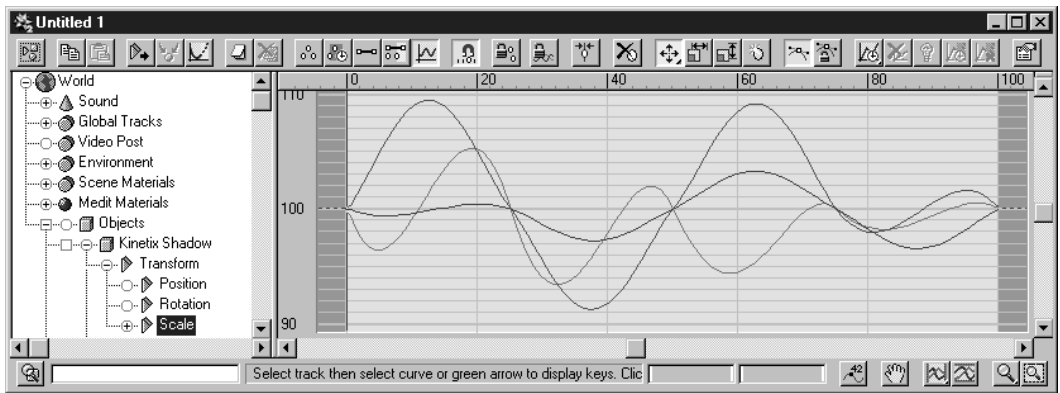 Untitled 1
World
Sound
Global Tracks
Video Post
Environment
Scene Materials
Medit Materials
Objects
Kinetix Shadow
Transform
Position
Rotation
Scale
0 20 40 60 80 100
110
100
90
Select track then select curve or green arrow to display keys. Clic
42